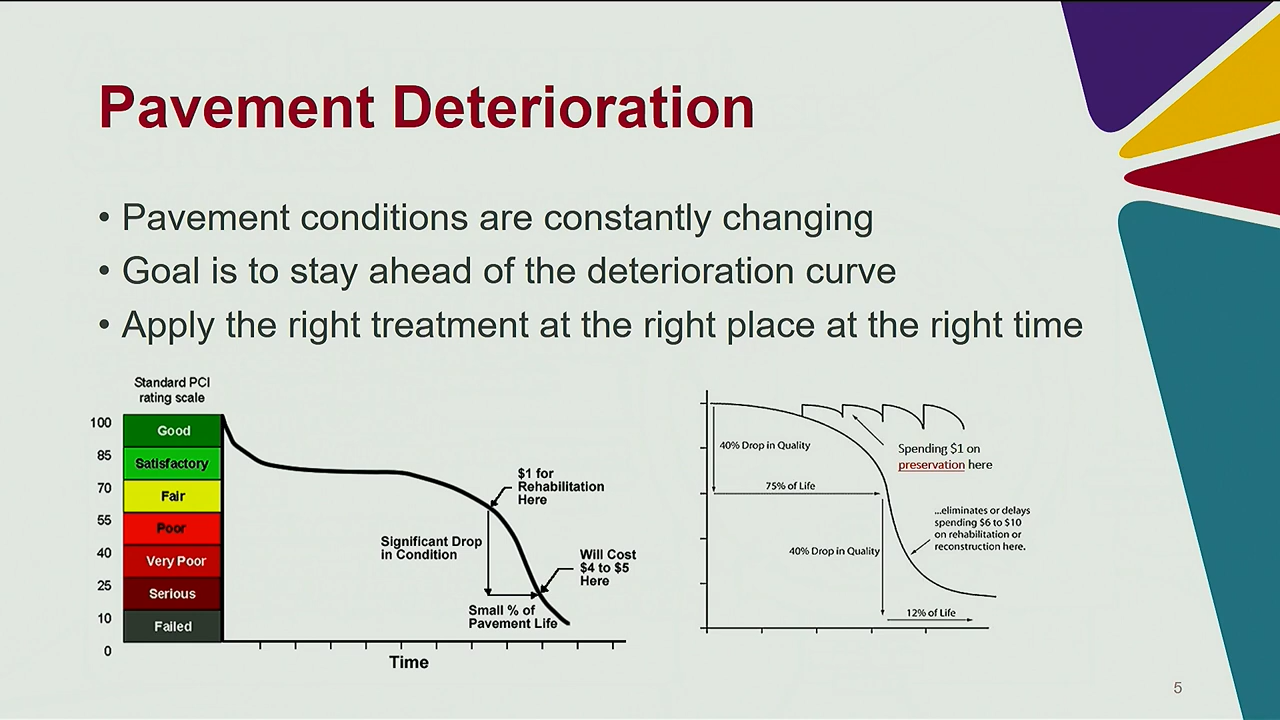 Pavement Deterioration
• Pavement conditions are constantly changing
• Goal is to stay ahead of the deterioration curve
• Apply the right treatment at the right place at the right time
Standard PCI
rating scale
100
Good
85
Satisfactory
70
Fair
55
Poor
40
Very Poor
25
Serious
10
Failed
0
$1 for
Rehabilitation
Here
Significant Drop
in Condition
Will Cost
$4 to $5
Here
Small % of
Pavement Life
Time
40% Drop in Quality
75% of Life
Spending $1 on
preservation here
...eliminates or delays
spending $6 to $10
on rehabilitation or
reconstruction here.
40% Drop in Quality
12% of Life
5